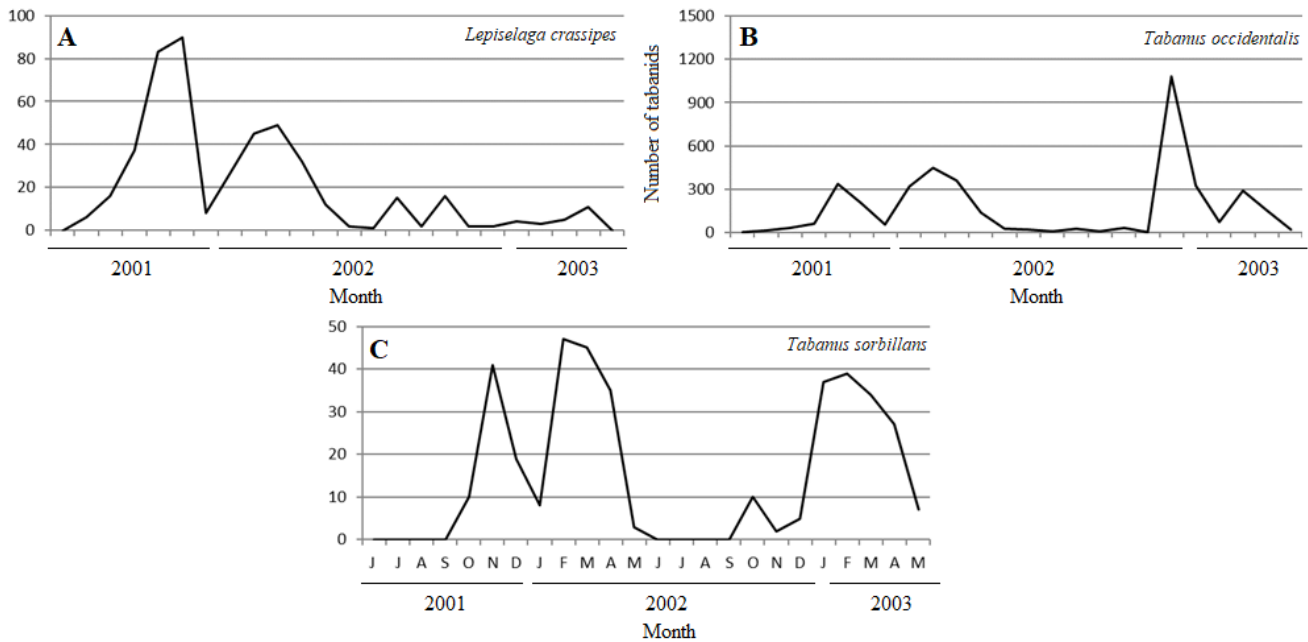 A
Lepiselaga crassipes
100
80
60
40
20
0
2001
2002
2003
Month
B
Tabanus occidentalis
Number of tabanids
1500
1200
900
600
300
0
2001
2002
2003
Month
C
Tabanus sorbillans
50
40
30
20
10
0
J J A S O N D J F M A M J J A S O N D J F M A M
2001
2002
2003
Month